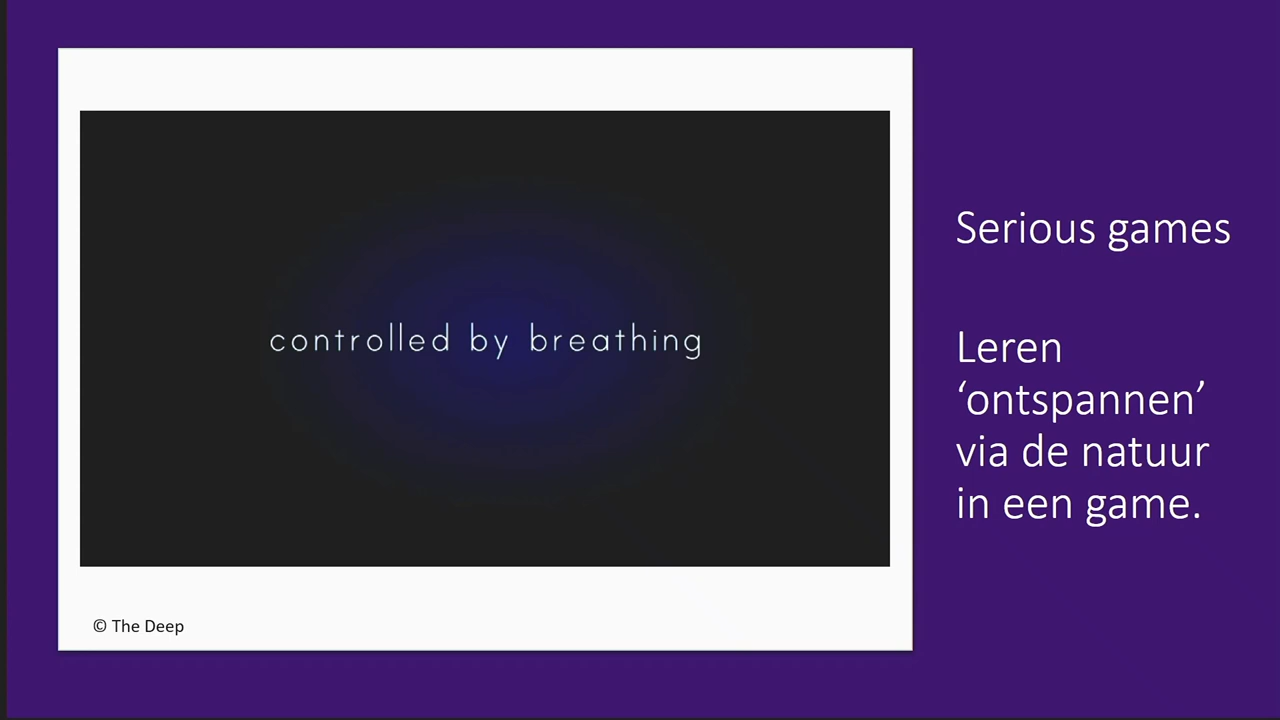 controlled by breathing
© The Deep
Serious games
Leren
‘ontspannen’
via de natuur
in een game.